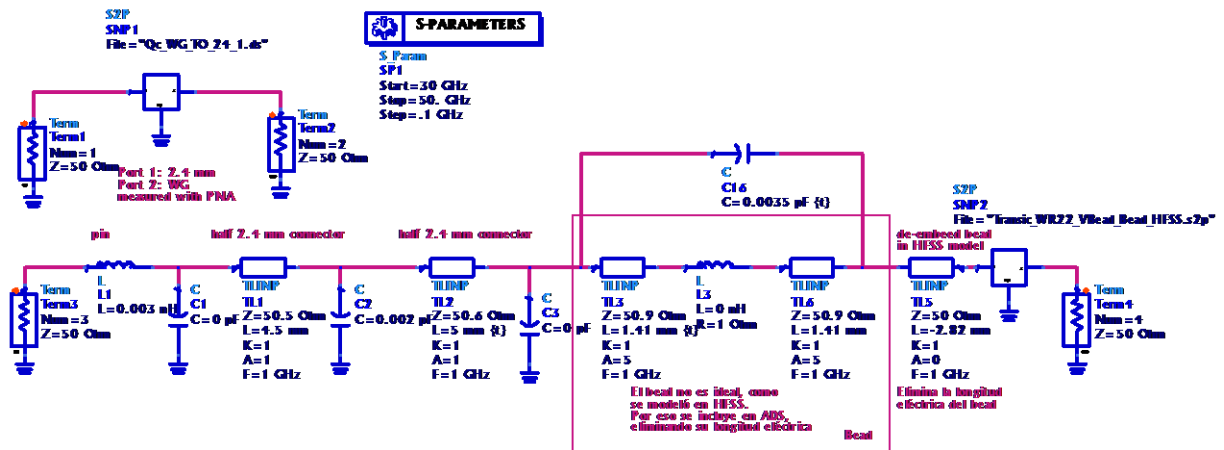 S2P
SNP1
File="Qc_WG_TO_24_1.ds"
S-PARAMETERS
S_Param
SP1
Start=30 GHz
Stop=50. GHz
Step=.1 GHz
Term
Term1
Num=1
Z=50 Ohm
Term
Term2
Num=2
Z=50 Ohm
Port 1: 2.4 mm
Port 2: WG
measured with PNA
C
C16
C=0.0035 pF {t}
S2P
SNP2
File="Transic_WR22_VBead_Bead_HFSS.s2p"
pin
half 2.4 mm connector
half 2.4 mm connector
de-embeed bead
in HFSS model
Term
Term3
Num=3
Z=50 Ohm
L
L1
L=0.003 nH
C
C1
C=0 pF
TLINP
TL1
Z=50.5 Ohm
L=4.5 mm
K=1
A=1
F=1 GHz
C
C2
C=0.002 pF
TLINP
TL2
Z=50.6 Ohm
L=5 mm {t}
K=1
A=1
F=1 GHz
C
C3
C=0 pF
TLINP
TL3
Z=50.9 Ohm
L=1.41 mm {t}
K=1
A=5
F=1 GHz
L
L3
L=0 nH
R=1 Ohm
TLINP
TL6
Z=50.9 Ohm
L=1.41 mm
K=1
A=5
F=1 GHz
TLINP
TL5
Z=50 Ohm
L=-2.82 mm
K=1
A=0
F=1 GHz
Term
Term4
Num=4
Z=50 Ohm
El bead no es ideal, como
se modeló en HFSS.
Por eso se incluye en ADS,
eliminando su longitud eléctrica
Bead
Elimina la longitud
eléctrica del bead